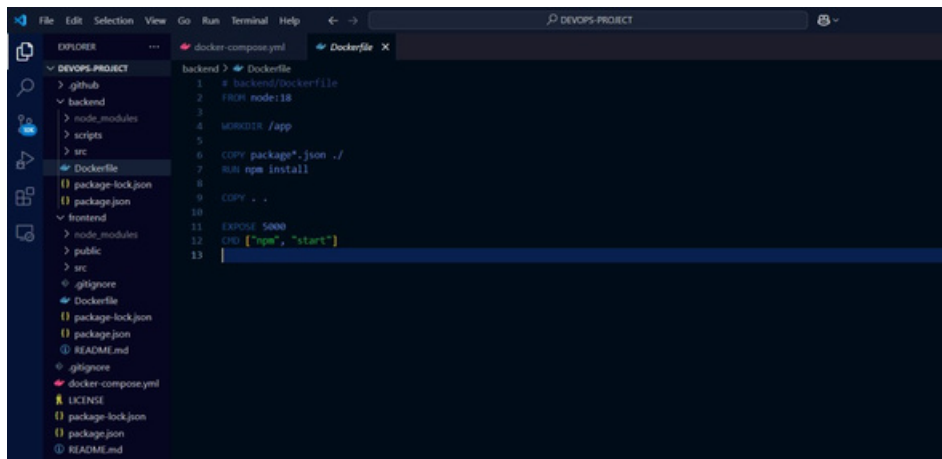 File Edit Selection View Go Run Terminal Help
DEVOPS-PROJECT
EXPLORER
DEVOPS-PROJECT
.github
backend
node_modules
scripts
src
Dockerfile
package-lock.json
package.json
frontend
node_modules
public
src
.gitignore
Dockerfile
package-lock.json
package.json
README.md
.gitignore
docker-compose.yml
LICENSE
package-lock.json
package.json
README.md
docker-compose.yml Dockerfile
backend > Dockerfile
1 # backend/Dockerfile
2 FROM node:18
3
4 WORKDIR /app
5
6 COPY package*.json ./
7 RUN npm install
8
9 COPY . .
10
11 EXPOSE 5000
12 CMD ["npm", "start"]
13